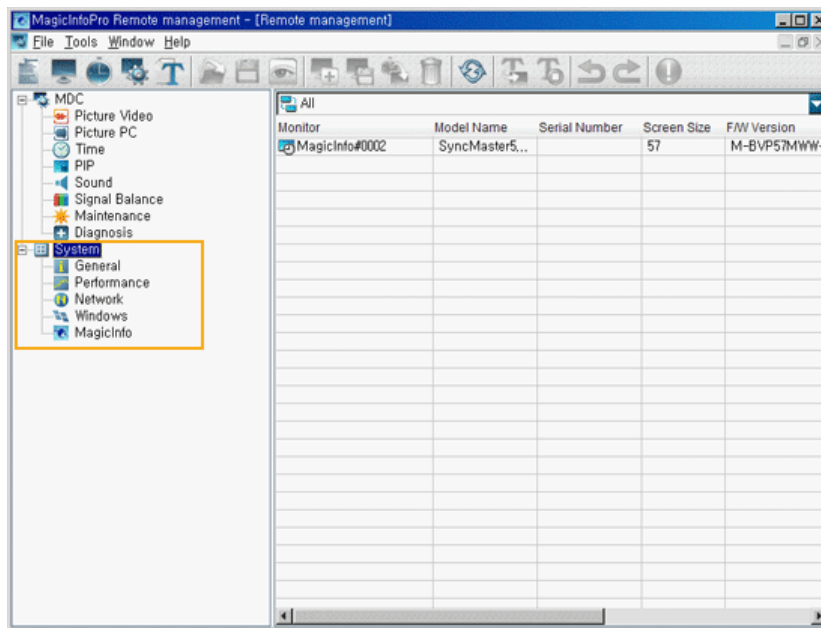 MagicInfoPro Remote management - [Remote management]
File Tools Window Help
MDC
Picture Video
Picture PC
Time
PIP
Sound
Signal Balance
Maintenance
Diagnosis
System
General
Performance
Network
Windows
MagicInfo
All
Monitor Model Name Serial Number Screen Size F/W Version
MagicInfo#0002 SyncMaster5... 57 M-BVP57MWW-